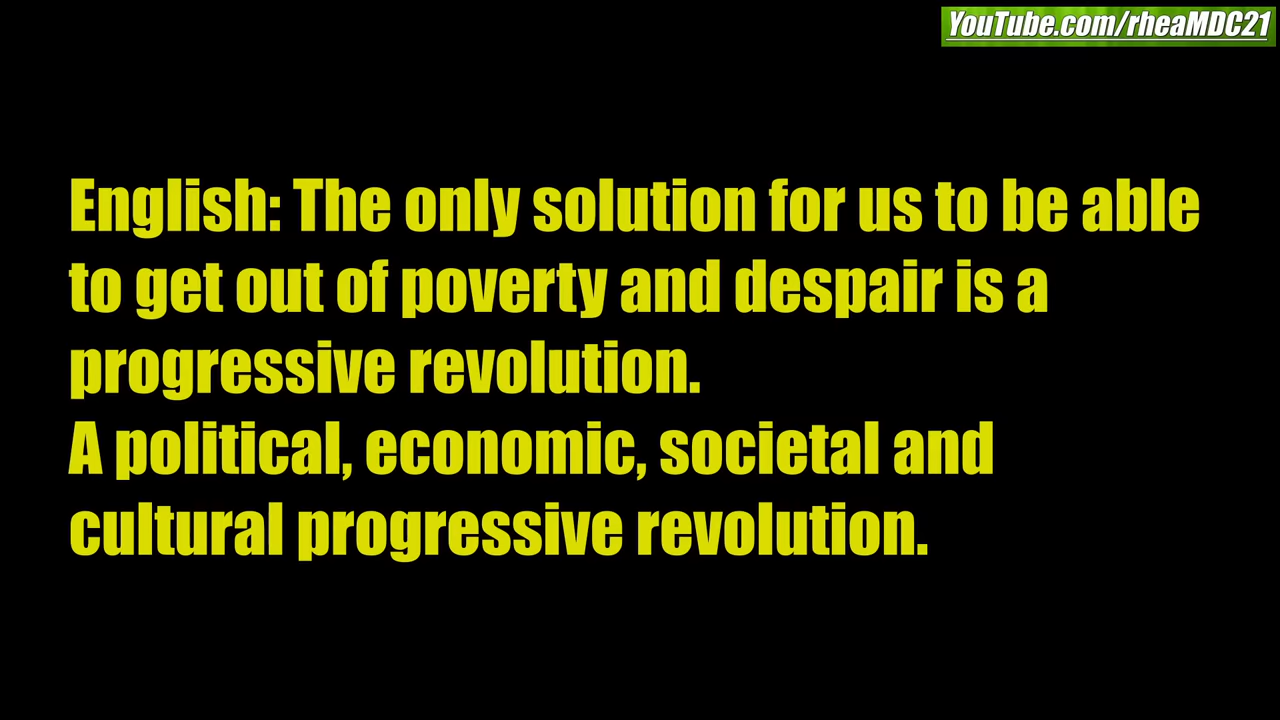 YouTube.com/rheaMDC21
English: The only solution for us to be able
to get out of poverty and despair is a
progressive revolution.
A political, economic, societal and
cultural progressive revolution.